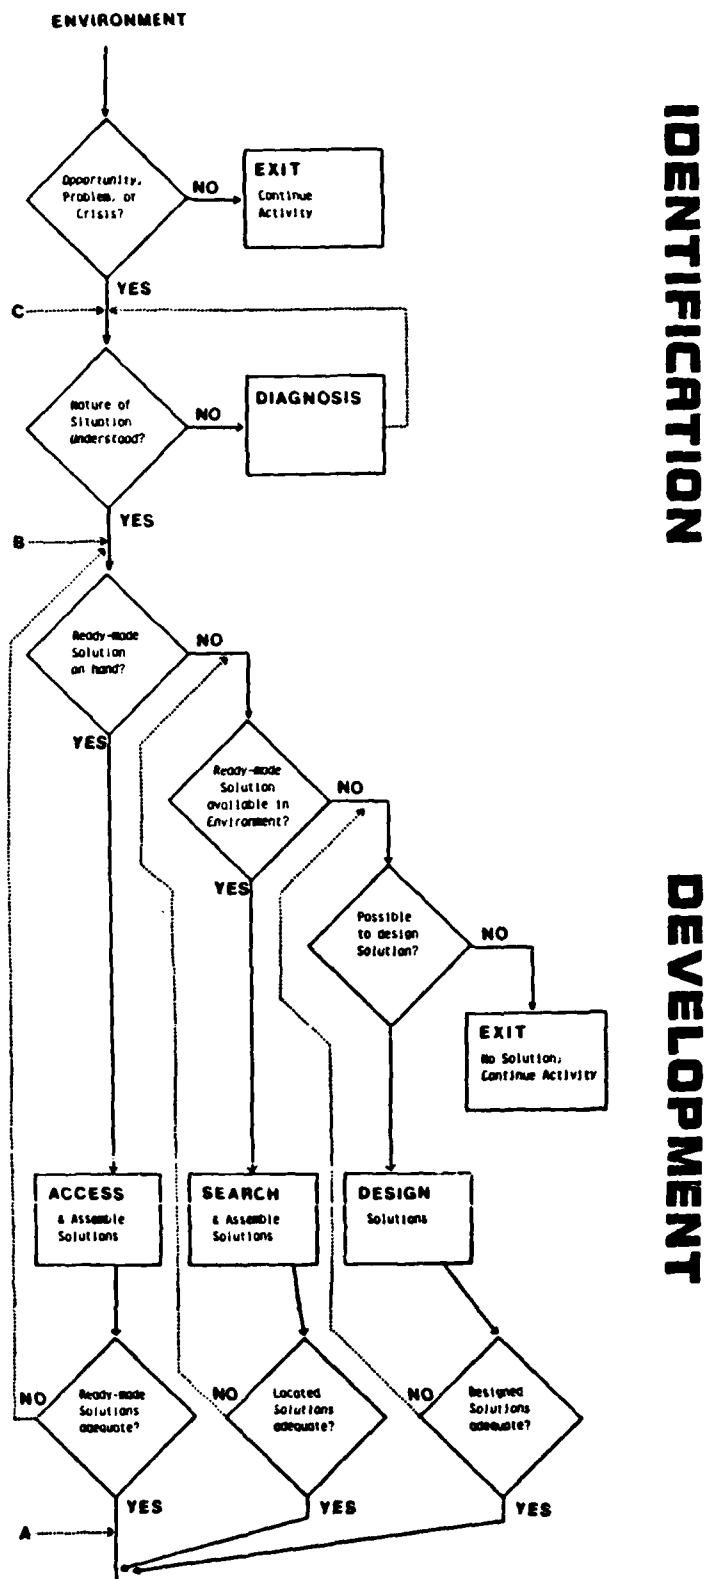 ENVIRONMENT
Opportunity,
Problem, or
Crisis?
NO
EXIT
Continue
Activity
YES
C
Nature of
Situation
Understood?
NO
DIAGNOSIS
YES
B
Ready-made
Solution
on hand?
NO
YES
Ready-made
Solution
available in
Environment?
NO
YES
Possible
to design
Solution?
NO
EXIT
No Solution;
Continue Activity
ACCESS
& Assemble
Solutions
SEARCH
& Assemble
Solutions
DESIGN
Solutions
NO
Ready-made
Solutions
adequate?
NO
Located
Solutions
adequate?
NO
Designed
Solutions
adequate?
YES
YES
YES
A
IDENTIFICATION
DEVELOPMENT